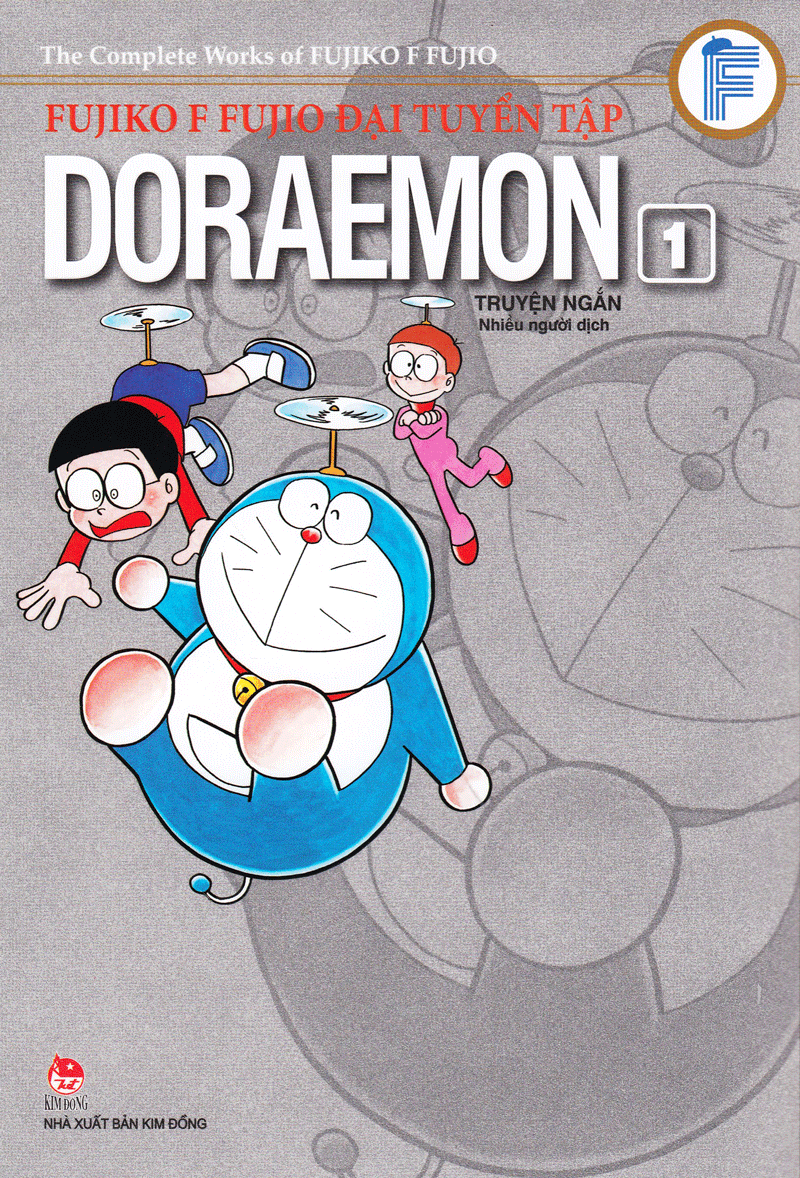 The Complete Works of FUJIKO F FUJIO
F
FUJIKO F FUJIO ĐẠI TUYỂN TẬP
DORAEMON 1
TRUYỆN NGẮN
Nhiều người dịch
KIM ĐỒNG
NHÀ XUẤT BẢN KIM ĐỒNG